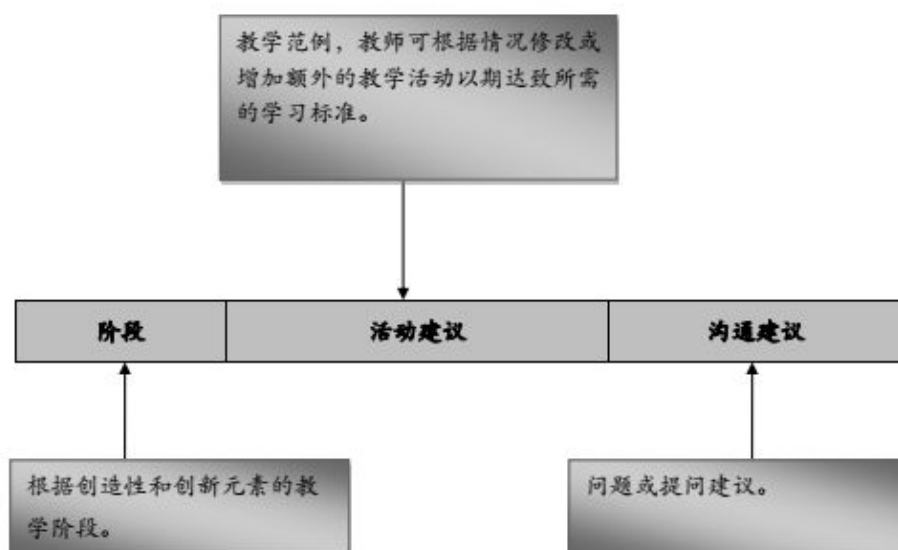 教学范例，教师可根据情况修改或
增加额外的教学活动以期达致所需
的学习标准。
阶段
活动建议
沟通建议
根据创造性和创新元素的教
学阶段。
问题或提问建议。